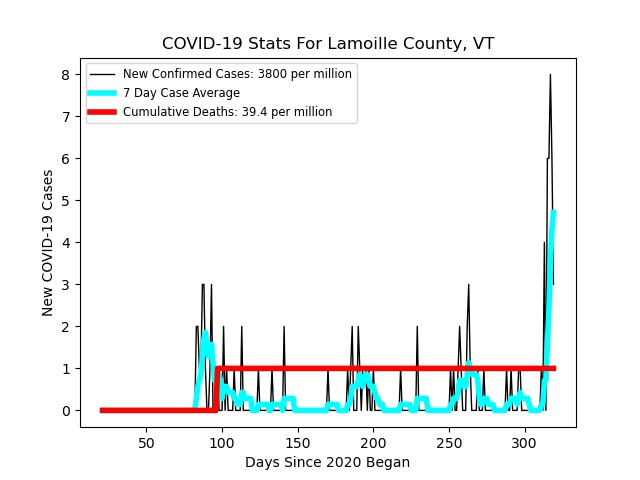 COVID-19 Stats For Lamoille County, VT
New Confirmed Cases: 3800 per million
7 Day Case Average
Cumulative Deaths: 39.4 per million
New COVID-19 Cases
8
7
6
5
4
3
2
1
0
50 100 150 200 250 300
Days Since 2020 Began